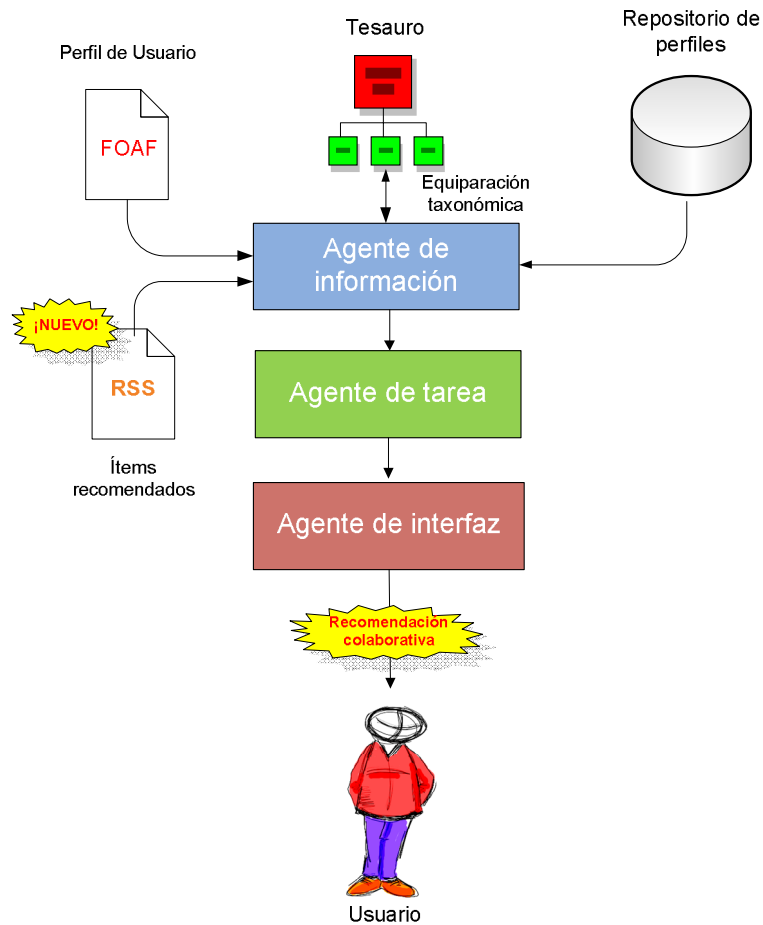 Tesauro
Repositorio de
perfiles
Perfil de Usuario
FOAF
Equiparación
taxonómica
Agente de
información
¡NUEVO!
RSS
Ítems
recomendados
Agente de tarea
Agente de interfaz
Recomendación
colaborativa
Usuario